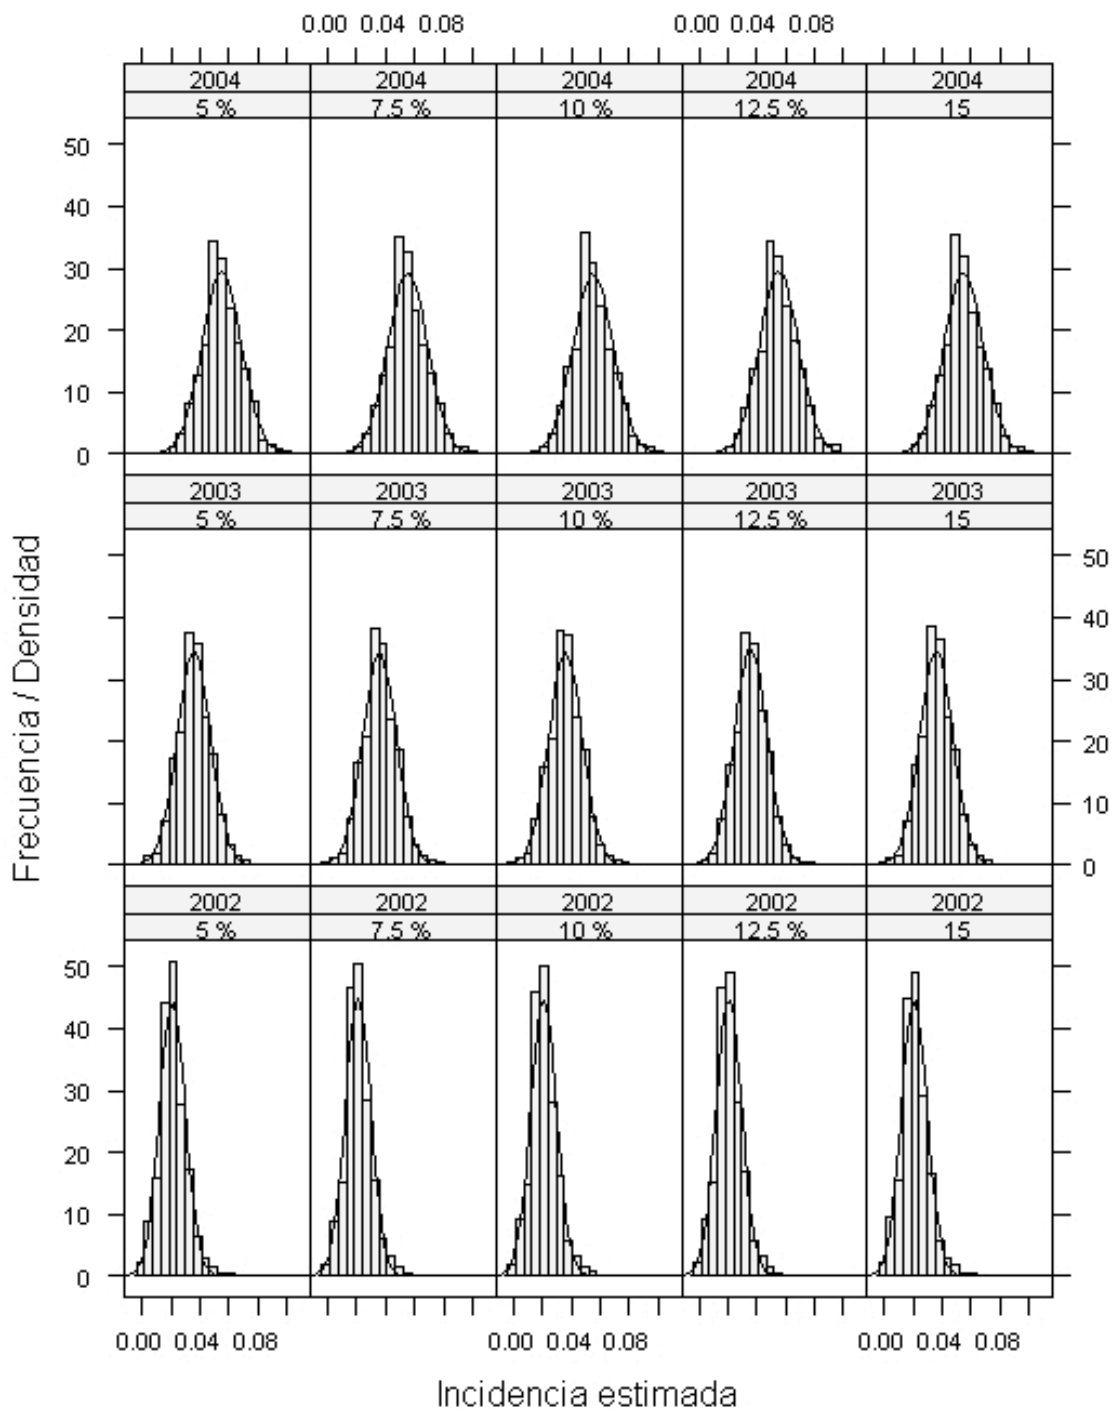 0.00 0.04 0.08 0.00 0.04 0.08
2004 2004 2004 2004 2004
5 % 7.5 % 10 % 12.5 % 15
50
40
30
20
10
0
2003 2003 2003 2003 2003
5 % 7.5 % 10 % 12.5 % 15
50
40
30
20
10
0
Frecuencia / Densidad
2002 2002 2002 2002 2002
5 % 7.5 % 10 % 12.5 % 15
50
40
30
20
10
0
0.00 0.04 0.08 0.00 0.04 0.08 0.00 0.04 0.08
Incidencia estimada